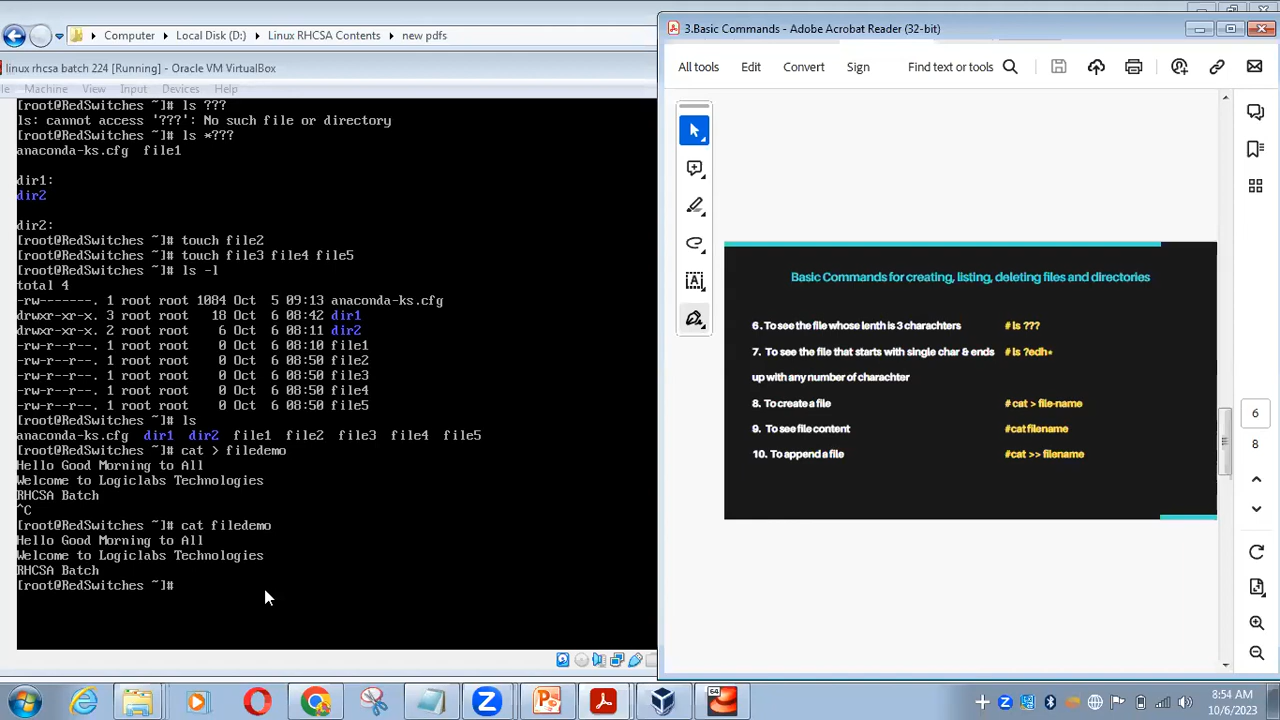 Computer Local Disk (D:) Linux RHCSA Contents new pdfs
linux rhcsa batch 224 [Running] - Oracle VM VirtualBox
le Machine View Input Devices Help
[root@RedSwitches ~]# ls ???
ls: cannot access '???': No such file or directory
[root@RedSwitches ~]# ls *???
anaconda-ks.cfg  file1
dir1:
dir2
dir2:
[root@RedSwitches ~]# touch file2
[root@RedSwitches ~]# touch file3 file4 file5
[root@RedSwitches ~]# ls -l
total 4
-rw-------. 1 root root 1084 Oct  5 09:13 anaconda-ks.cfg
drwxr-xr-x. 3 root root   18 Oct  6 08:42 dir1
drwxr-xr-x. 2 root root    6 Oct  6 08:11 dir2
-rw-r--r--. 1 root root    0 Oct  6 08:10 file1
-rw-r--r--. 1 root root    0 Oct  6 08:50 file2
-rw-r--r--. 1 root root    0 Oct  6 08:50 file3
-rw-r--r--. 1 root root    0 Oct  6 08:50 file4
-rw-r--r--. 1 root root    0 Oct  6 08:50 file5
[root@RedSwitches ~]# ls
anaconda-ks.cfg  dir1  dir2  file1  file2  file3  file4  file5
[root@RedSwitches ~]# cat > filedemo
Hello Good Morning to All
Welcome to Logiclabs Technologies
RHCSA Batch
^C
[root@RedSwitches ~]# cat filedemo
Hello Good Morning to All
Welcome to Logiclabs Technologies
RHCSA Batch
[root@RedSwitches ~]#
3.Basic Commands - Adobe Acrobat Reader (32-bit)
All tools Edit Convert Sign Find text or tools
Basic Commands for creating, listing, deleting files and directories
6 . To see the file whose lenth is 3 charachters # ls ???
7. To see the file that starts with single char & ends # ls ?edh*
up with any number of charachter
8. To create a file # cat > file-name
9. To see file content #cat filename
10. To append a file #cat >> filename
6
8
64
8:54 AM
10/6/2023